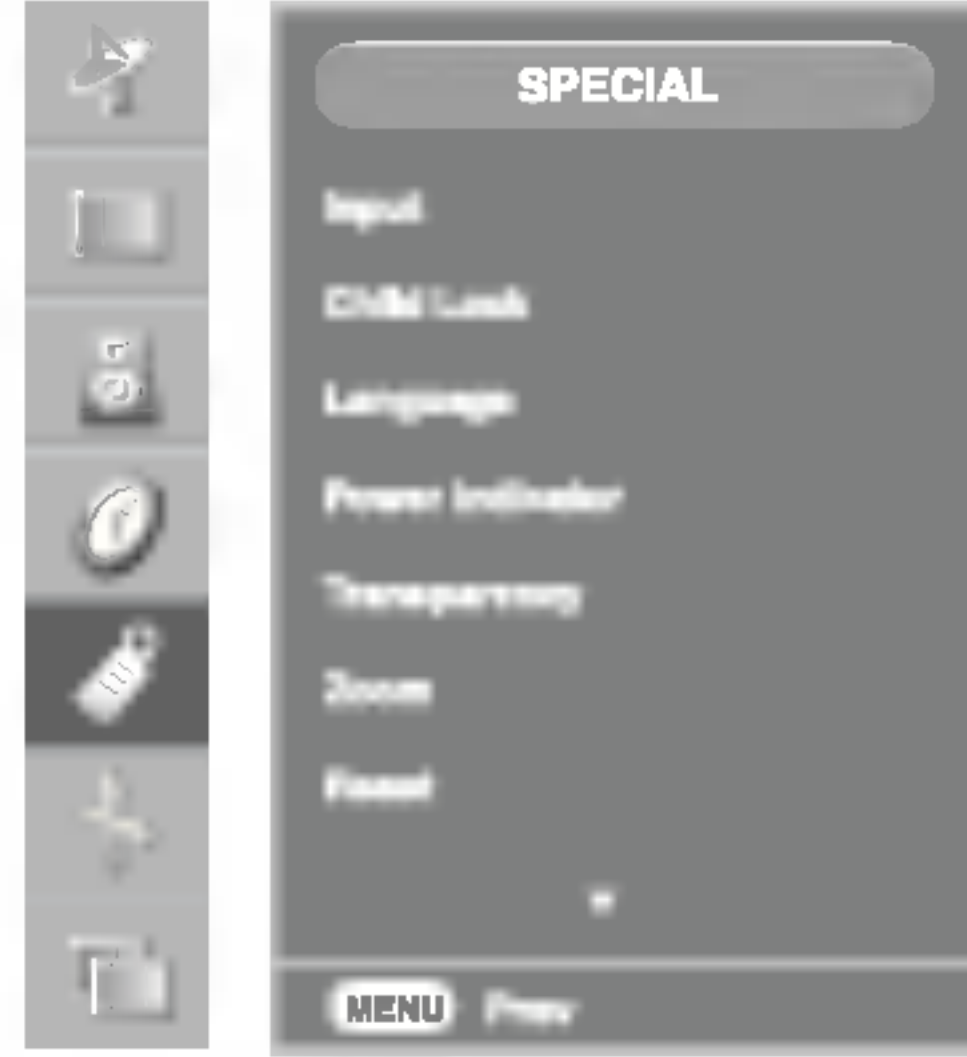 SPECIAL
Input
Child Lock
Language
Power Indicator
Transparency
Zoom
Reset
MENU Prev